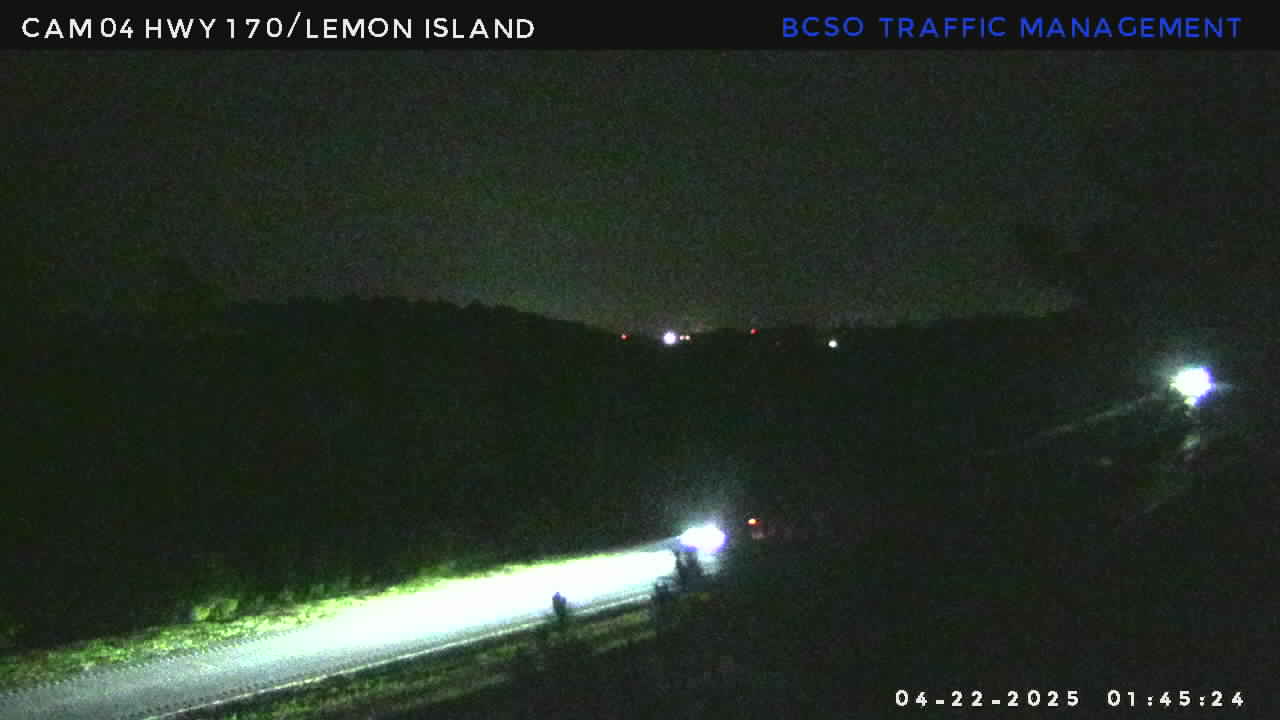 CAM04 HWY 170/LEMON ISLAND
BCSO TRAFFIC MANAGEMENT
04-22-2025 01:45:24